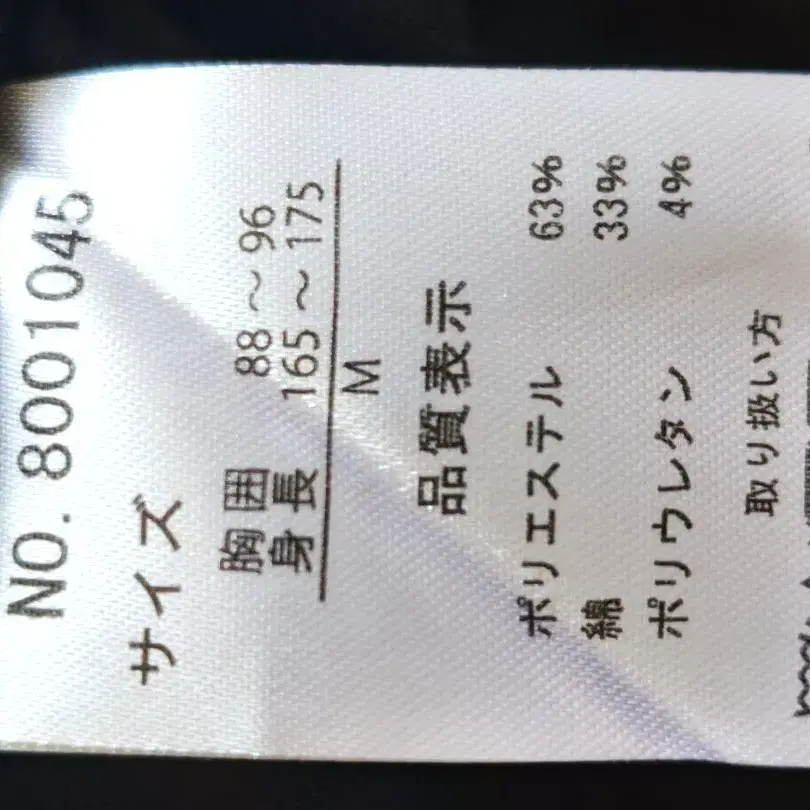 NO. 8001045
サイズ
胸囲 88～96
身長 165～175
M
品質表示
ポリエステル 63%
綿 33%
ポリウレタン 4%
取り扱い方